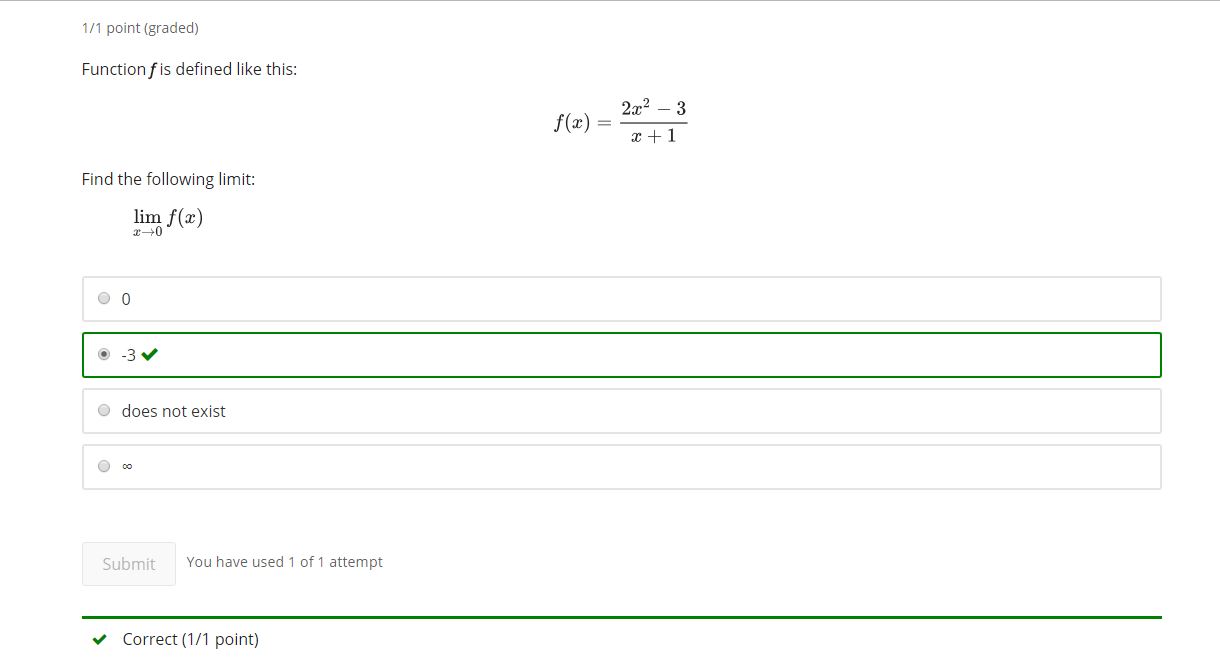 1/1 point (graded)
Function f is defined like this:
f(x) = \frac{2x^2 − 3}{x + 1}
Find the following limit:
\lim_{x→0} f(x)
0
-3 ✔
does not exist
∞
Submit You have used 1 of 1 attempt
✔ Correct (1/1 point)